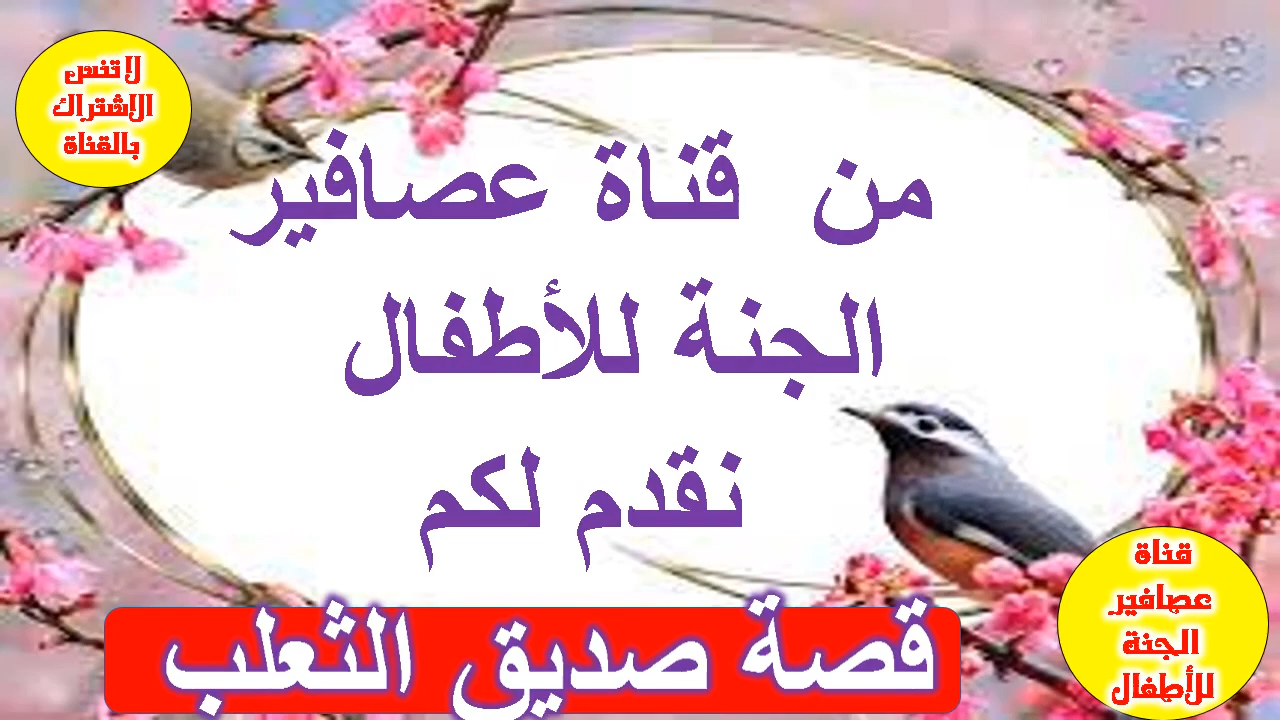 لا تنس
الاشتراك
بالقناة
من قناة عصافير
الجنة للأطفال
نقدم لكم
قصة صديق الثعلب
قناة
عصافير
الجنة
للأطفال